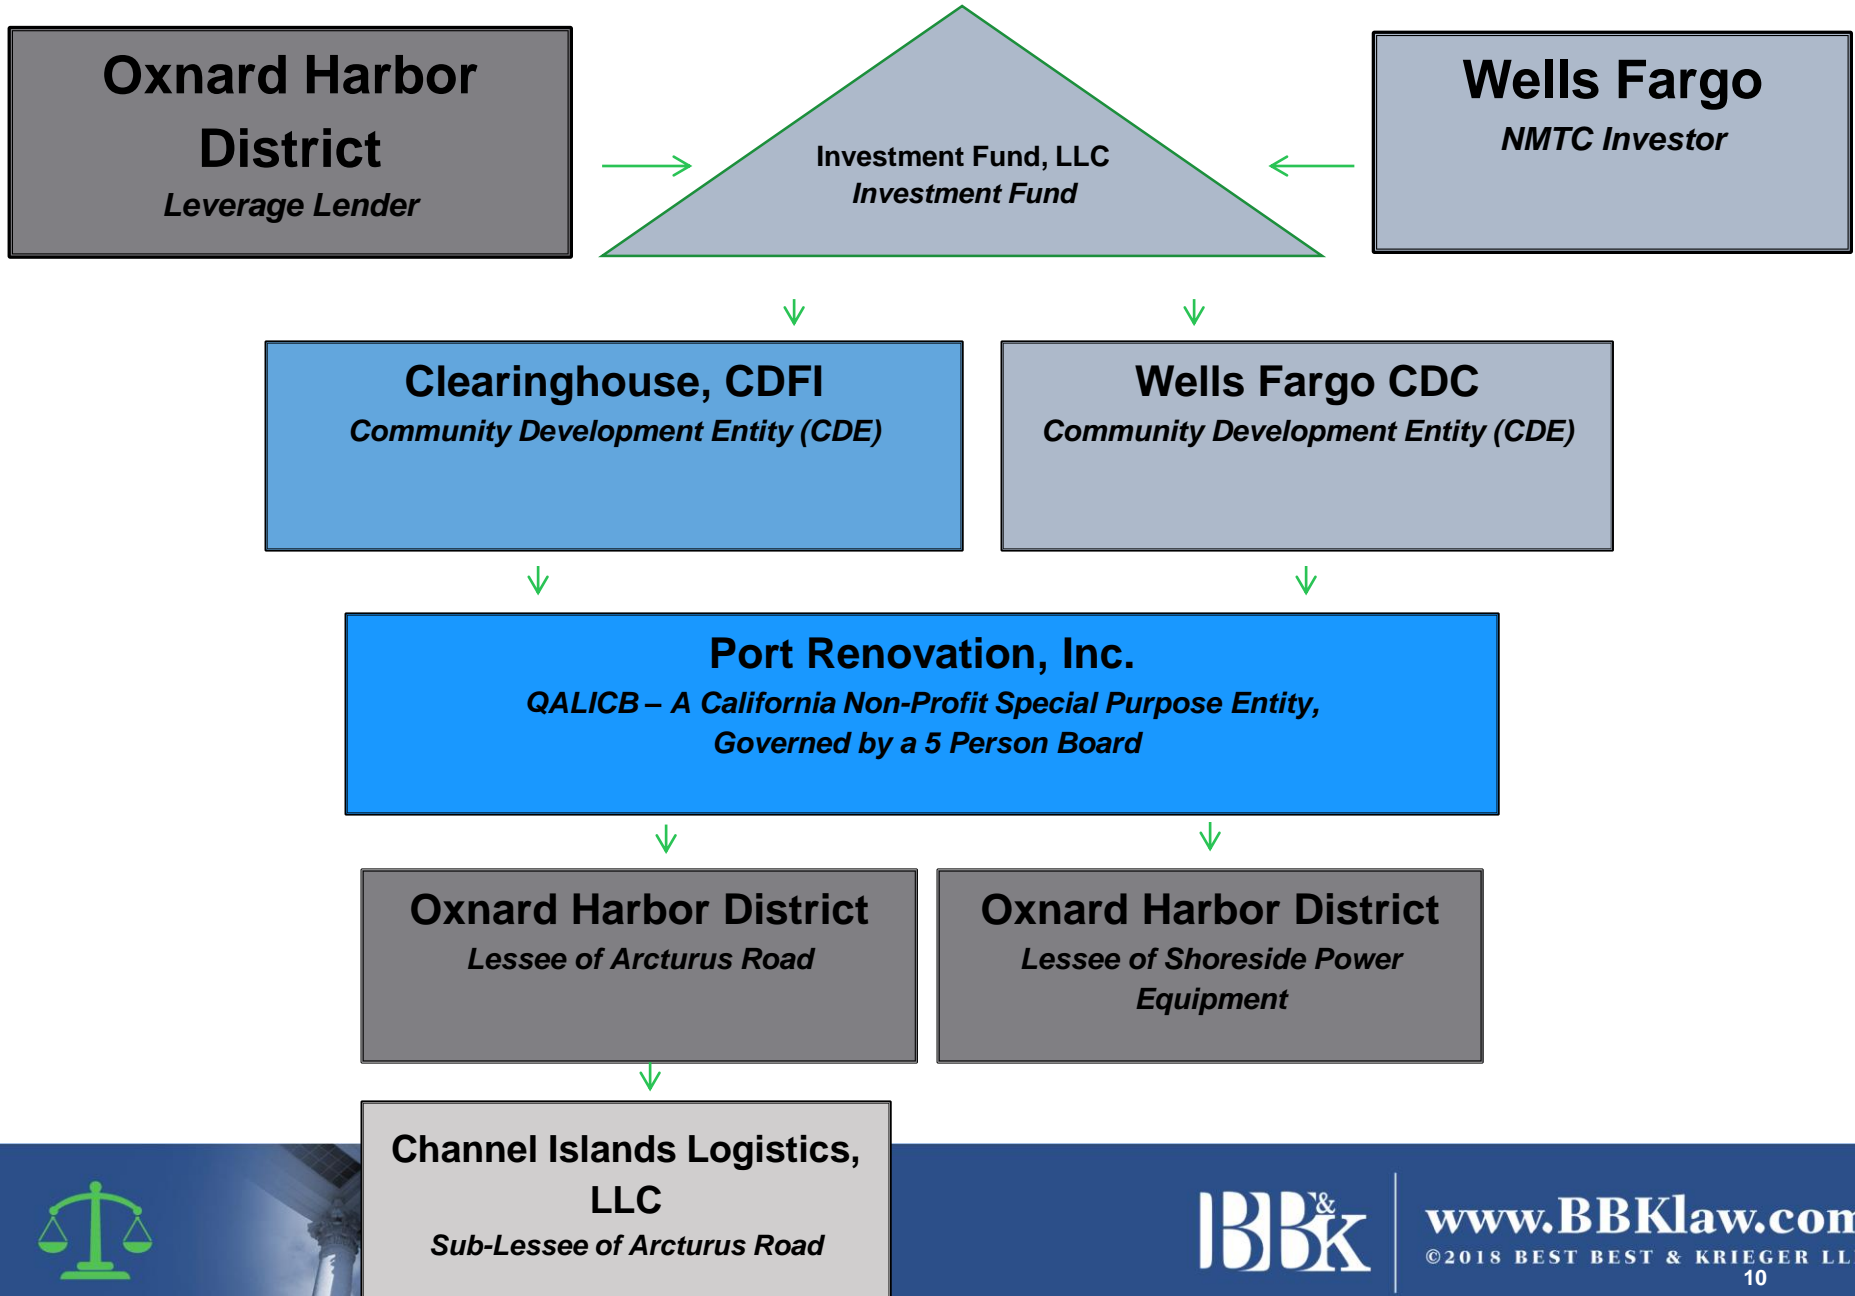 Oxnard Harbor
District
Leverage Lender
Investment Fund, LLC
Investment Fund
Wells Fargo
NMTC Investor
Clearinghouse, CDFI
Community Development Entity (CDE)
Wells Fargo CDC
Community Development Entity (CDE)
Port Renovation, Inc.
QALICB – A California Non-Profit Special Purpose Entity,
Governed by a 5 Person Board
Oxnard Harbor District
Lessee of Arcturus Road
Oxnard Harbor District
Lessee of Shoreside Power
Equipment
Channel Islands Logistics,
LLC
Sub-Lessee of Arcturus Road
BB&K
www.BBKlaw.com
©2018 BEST BEST & KRIEGER LL
10